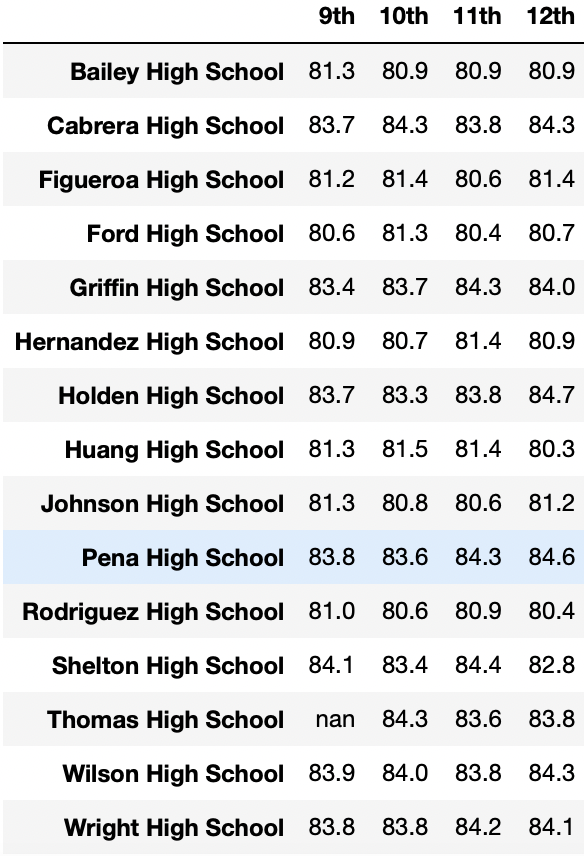 9th 10th 11th 12th
Bailey High School 81.3 80.9 80.9 80.9
Cabrera High School 83.7 84.3 83.8 84.3
Figueroa High School 81.2 81.4 80.6 81.4
Ford High School 80.6 81.3 80.4 80.7
Griffin High School 83.4 83.7 84.3 84.0
Hernandez High School 80.9 80.7 81.4 80.9
Holden High School 83.7 83.3 83.8 84.7
Huang High School 81.3 81.5 81.4 80.3
Johnson High School 81.3 80.8 80.6 81.2
Pena High School 83.8 83.6 84.3 84.6
Rodriguez High School 81.0 80.6 80.9 80.4
Shelton High School 84.1 83.4 84.4 82.8
Thomas High School nan 84.3 83.6 83.8
Wilson High School 83.9 84.0 83.8 84.3
Wright High School 83.8 83.8 84.2 84.1